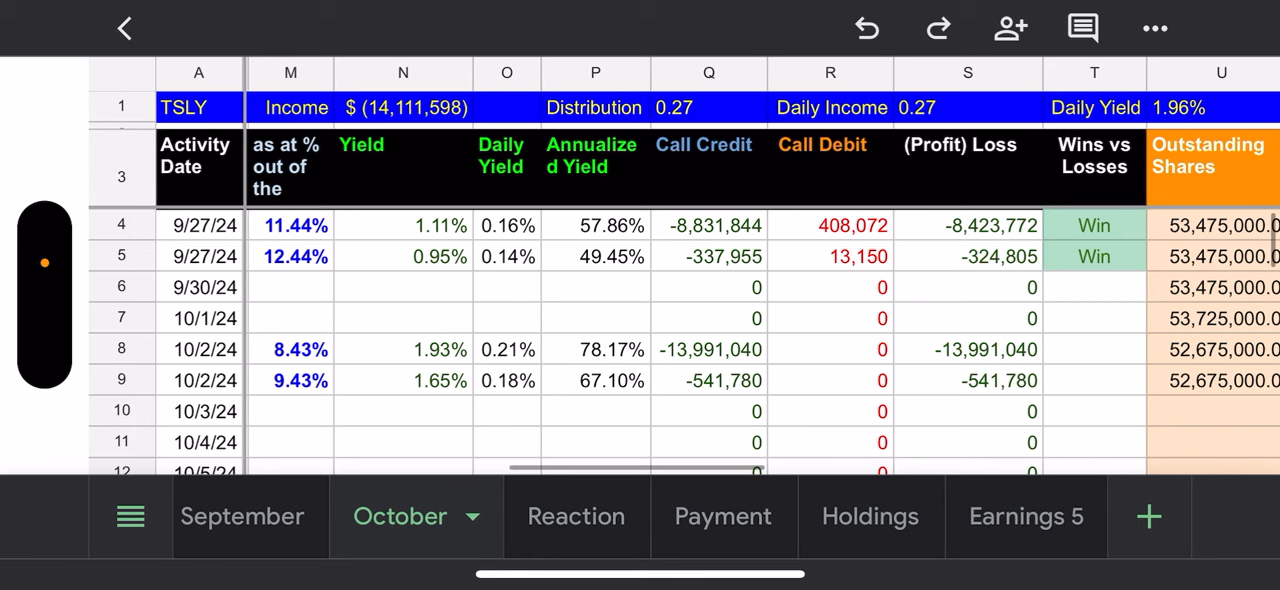 A M N O P Q R S T U
1 TSLY Income $ (14,111,598) Distribution 0.27 Daily Income 0.27 Daily Yield 1.96%
3 Activity Date as at % out of the Yield Daily Yield Annualize d Yield Call Credit Call Debit (Profit) Loss Wins vs Losses Outstanding Shares
4 9/27/24 11.44% 1.11% 0.16% 57.86% -8,831,844 408,072 -8,423,772 Win 53,475,000.0
5 9/27/24 12.44% 0.95% 0.14% 49.45% -337,955 13,150 -324,805 Win 53,475,000.0
6 9/30/24 0 0 0 53,475,000.0
7 10/1/24 0 0 0 53,725,000.0
8 10/2/24 8.43% 1.93% 0.21% 78.17% -13,991,040 0 -13,991,040 52,675,000.0
9 10/2/24 9.43% 1.65% 0.18% 67.10% -541,780 0 -541,780 52,675,000.0
10 10/3/24 0 0 0
11 10/4/24 0 0 0
12 10/5/24 0 0 0
September October Reaction Payment Holdings Earnings 5